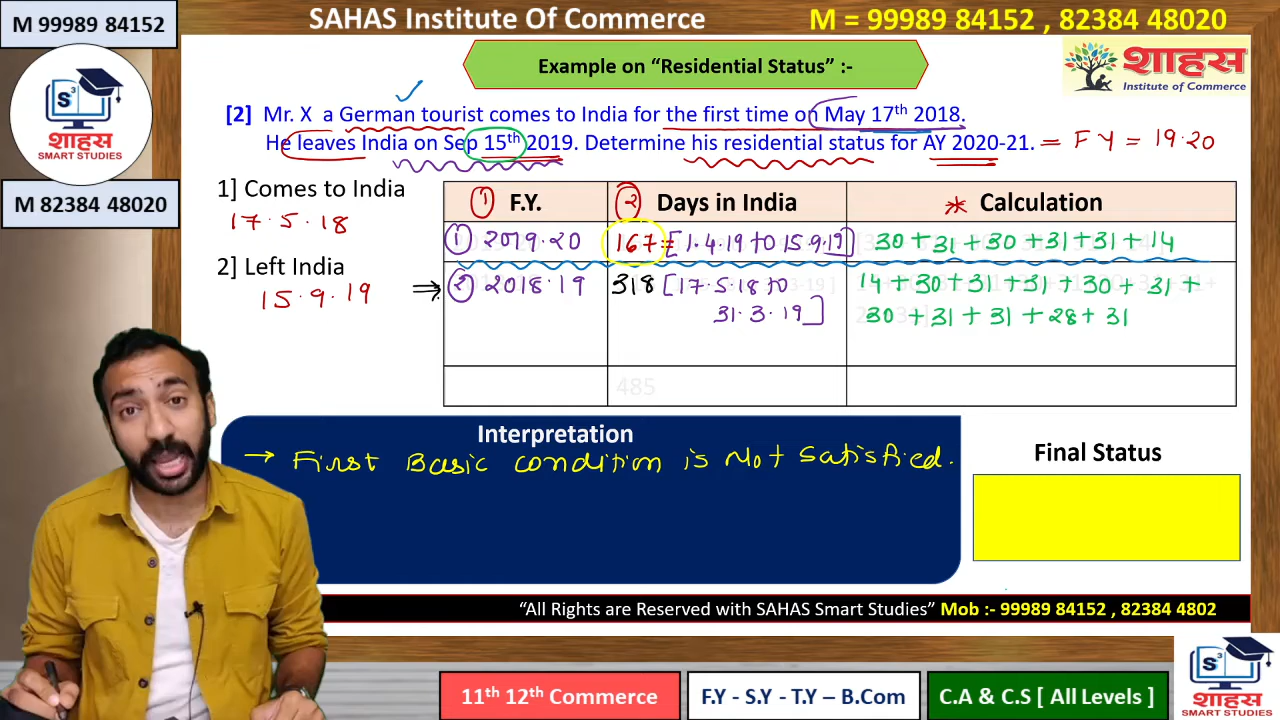 M 99989 84152
SAHAS Institute Of Commerce
M = 99998 84152 , 82384 48020
S³
शाहस
SMART STUDIES
M 82384 48020
Example on “Residential Status” :-
शाहस
Institute of Commerce
[2] Mr. X a German tourist comes to India for the first time on May 17th 2018.
He leaves India on Sep 15th 2019. Determine his residential status for AY 2020-21. = F Y = 19.20
1] Comes to India
17.5.18
2] Left India
15.9.19
① F.Y.
② Days in India
* Calculation
① 2019.20
167 = [1.4.19 to 15.9.19]
30 + 31 + 30 + 31 + 31 + 14
⇒ ② 2018.19
318 [17.5.18 to
31.3.19]
14 + 30 + 31 + 31 + 30 + 31 +
30 + 31 + 31 + 28 + 31
485
Interpretation
→ First Basic condition is Not satisfied.
Final Status
“All Rights are Reserved with SAHAS Smart Studies” Mob :- 99989 84152 , 82384 4802
11th 12th Commerce
F.Y - S.Y - T.Y – B.Com
C.A & C.S [ All Levels ]
S³
शाहस
SMART STUDIES